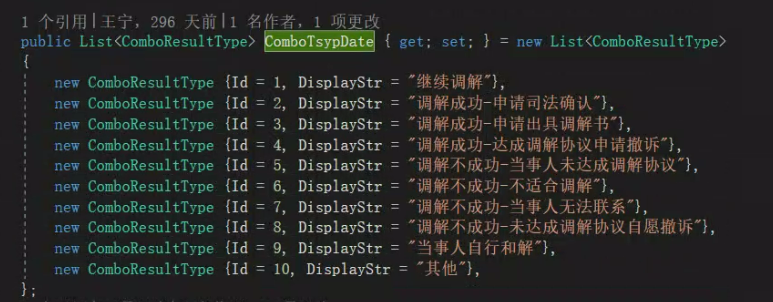 1 个引用|王宁，296 天前|1 名作者，1 项更改
public List<ComboResultType> ComboTsypDate { get; set; } = new List<ComboResultType>
{
new ComboResultType {Id = 1, DisplayStr = "继续调解"},
new ComboResultType {Id = 2, DisplayStr = "调解成功-申请司法确认"},
new ComboResultType {Id = 3, DisplayStr = "调解成功-申请出具调解书"},
new ComboResultType {Id = 4, DisplayStr = "调解成功-达成调解协议申请撤诉"},
new ComboResultType {Id = 5, DisplayStr = "调解不成功-当事人未达成调解协议"},
new ComboResultType {Id = 6, DisplayStr = "调解不成功-不适合调解"},
new ComboResultType {Id = 7, DisplayStr = "调解不成功-当事人无法联系"},
new ComboResultType {Id = 8, DisplayStr = "调解不成功-未达成调解协议自愿撤诉"},
new ComboResultType {Id = 9, DisplayStr = "当事人自行和解"},
new ComboResultType {Id = 10, DisplayStr = "其他"},
};